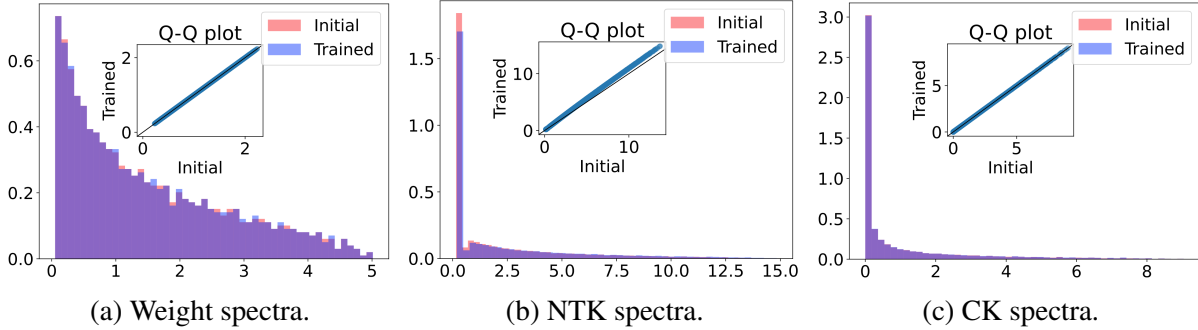 Initial
Trained
Q-Q plot
Trained
2
0
0
2
Initial
0.6
0.4
0.2
0.0
0
1
2
3
4
5
(a) Weight spectra.
Initial
Trained
Q-Q plot
Trained
10
0
0
10
Initial
1.5
1.0
0.5
0.0
0.0
2.5
5.0
7.5
10.0
12.5
15.0
(b) NTK spectra.
Initial
Trained
Q-Q plot
Trained
5
0
0
5
Initial
3.0
2.5
2.0
1.5
1.0
0.5
0.0
0
2
4
6
8
(c) CK spectra.